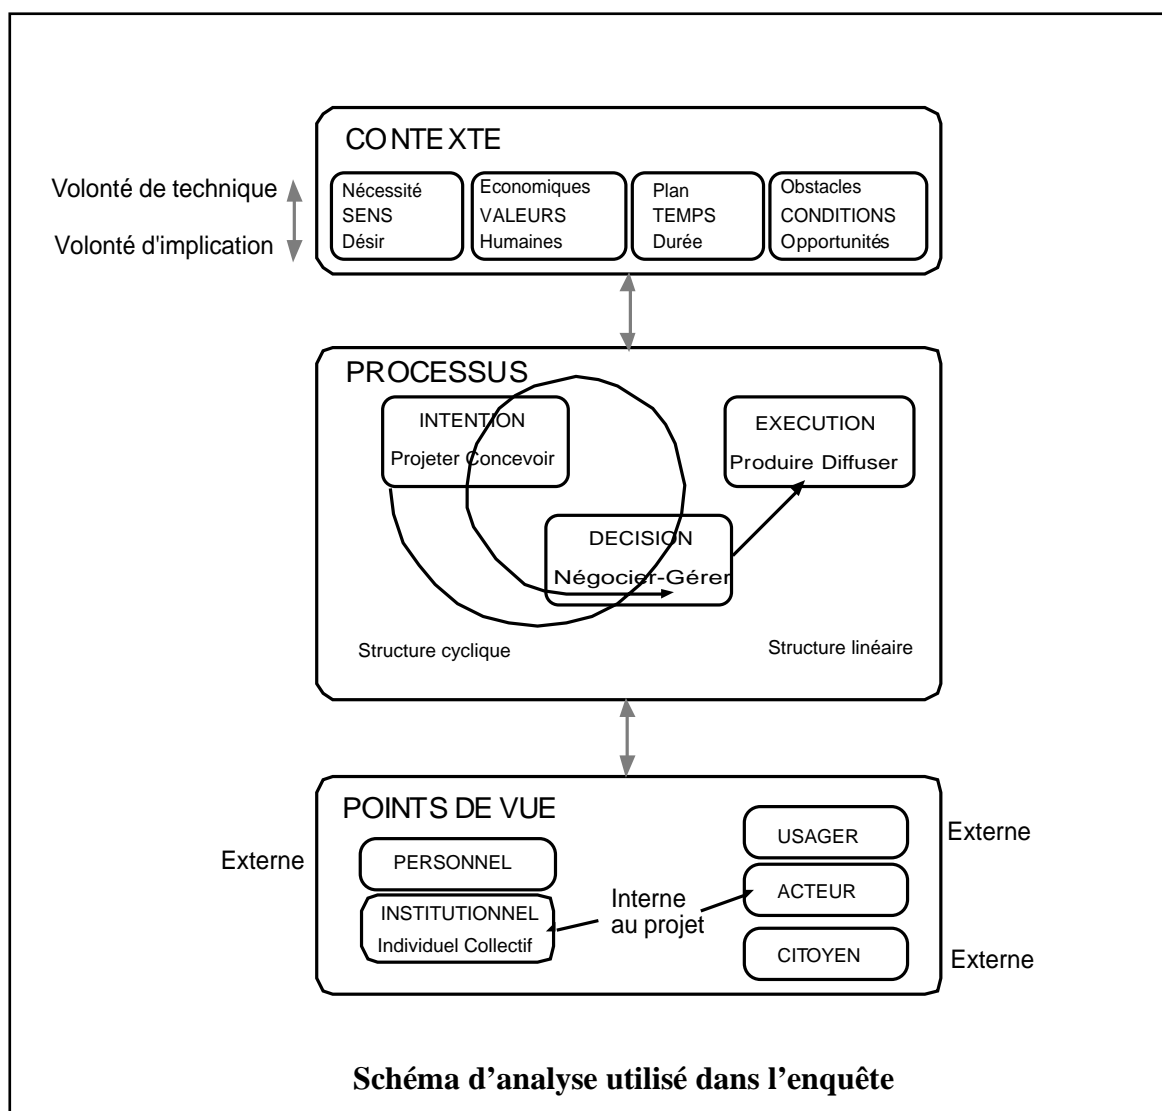 CONTEXTE
Volonté de technique
Volonté d'implication
Nécessité
SENS
Désir
Economiques
VALEURS
Humaines
Plan
TEMPS
Durée
Obstacles
CONDITIONS
Opportunités
PROCESSUS
INTENTION
Projeter Concevoir
EXECUTION
Produire Diffuser
DECISION
Négocier-Gérer
Structure cyclique
Structure linéaire
POINTS DE VUE
Externe
PERSONNEL
INSTITUTIONNEL
Individuel Collectif
Interne
au projet
USAGER
Externe
ACTEUR
CITOYEN
Externe
Schéma d’analyse utilisé dans l’enquête